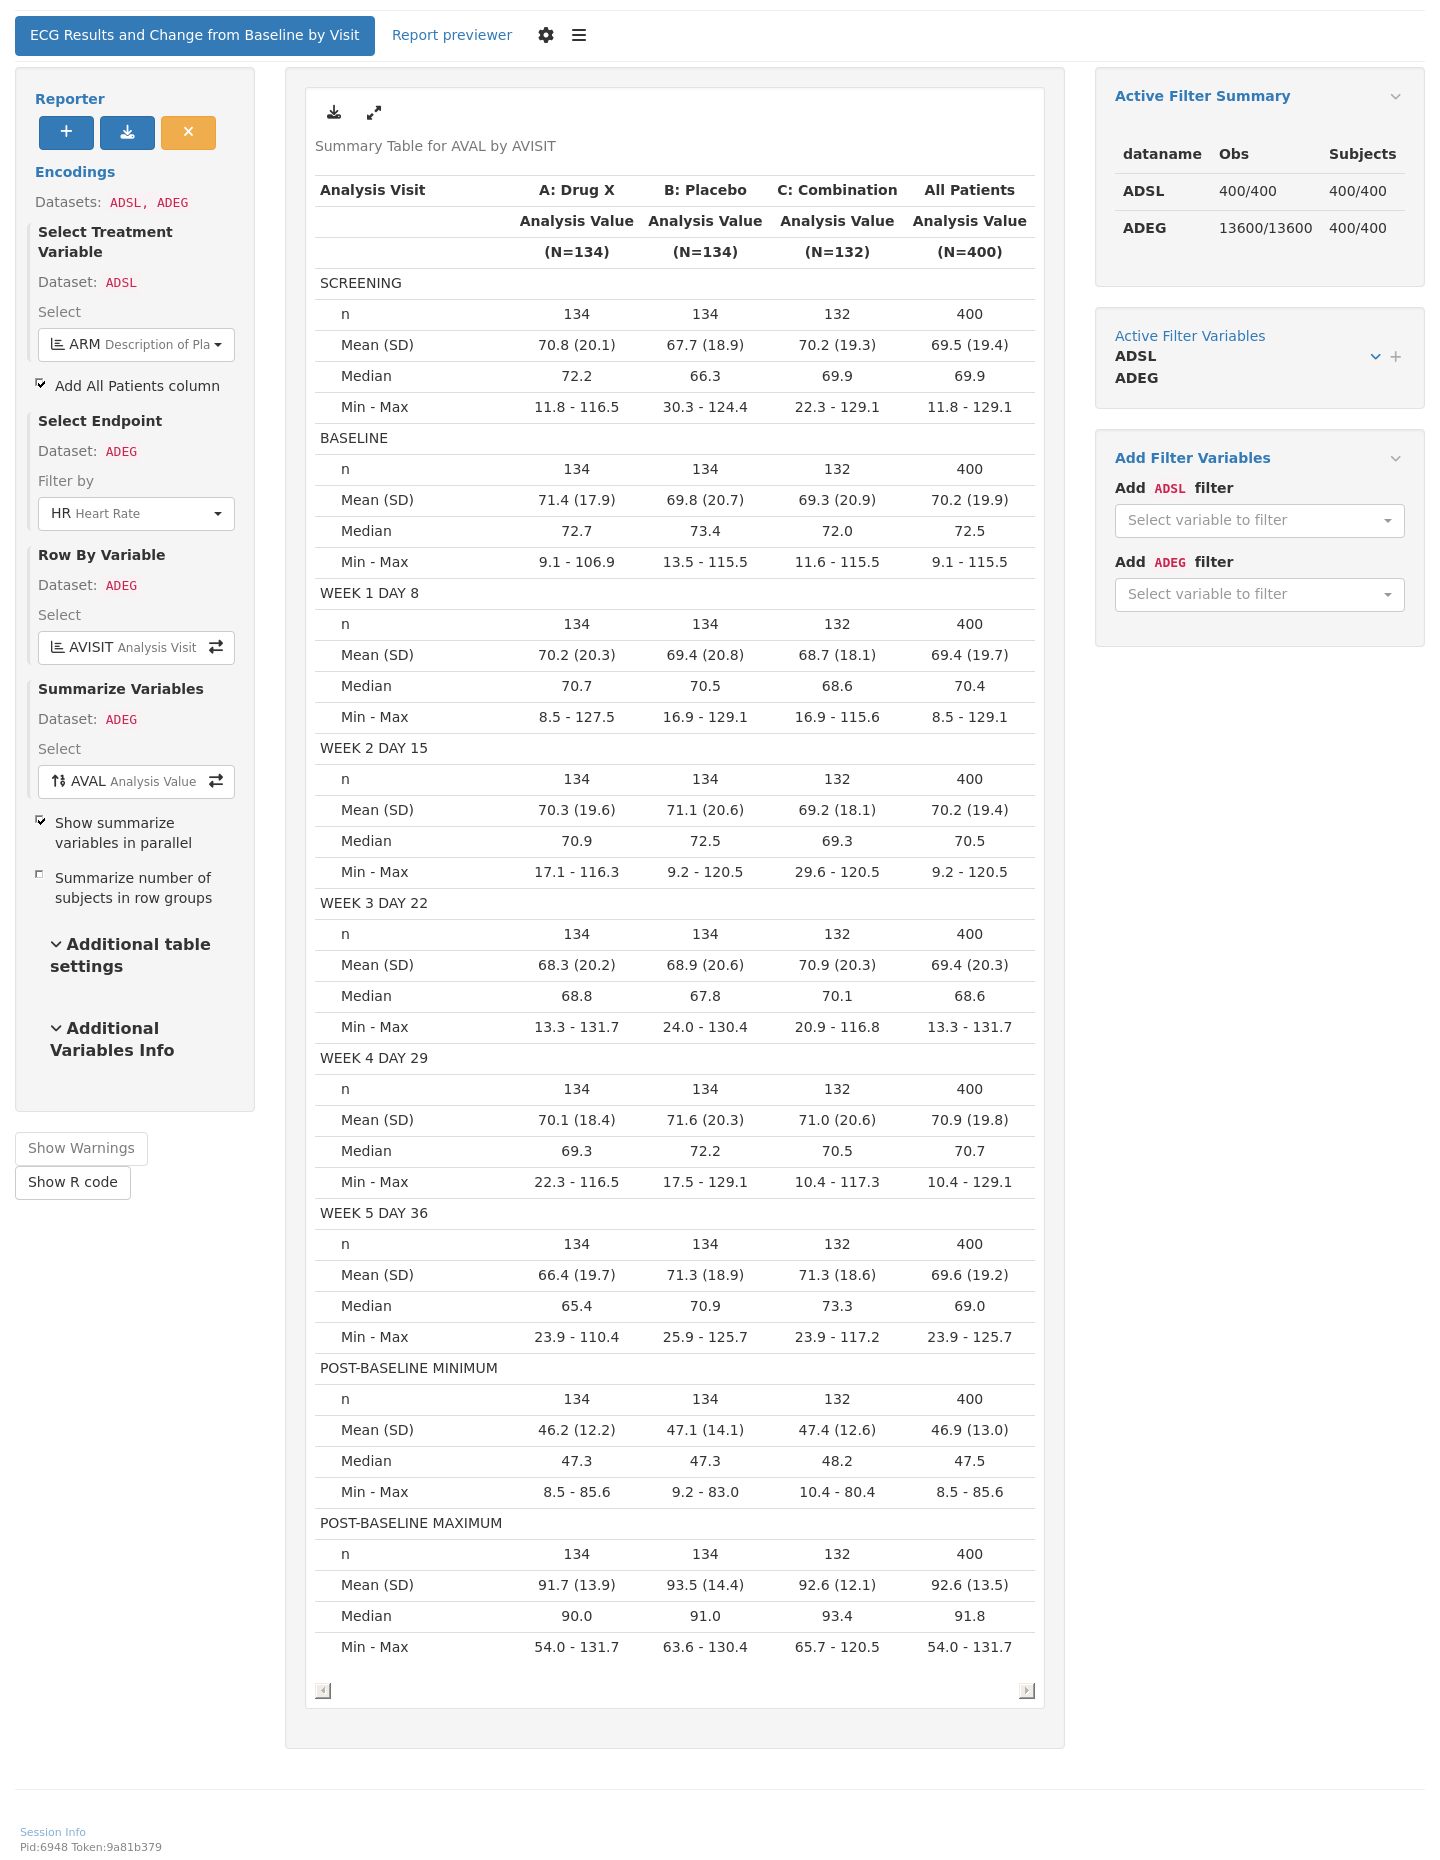 ECG Results and Change from Baseline by Visit
Report previewer
Reporter
Encodings
Datasets: ADSL, ADEG
Select Treatment
Variable
Dataset: ADSL
Select
ARM Description of Pla
Add All Patients column
Select Endpoint
Dataset: ADEG
Filter by
HR Heart Rate
Row By Variable
Dataset: ADEG
Select
AVISIT Analysis Visit
Summarize Variables
Dataset: ADEG
Select
AVAL Analysis Value
Show summarize
variables in parallel
Summarize number of
subjects in row groups
Additional table
settings
Additional
Variables Info
Show Warnings
Show R code
Summary Table for AVAL by AVISIT
Analysis Visit A: Drug X B: Placebo C: Combination All Patients
Analysis Value Analysis Value Analysis Value Analysis Value
(N=134) (N=134) (N=132) (N=400)
SCREENING
n 134 134 132 400
Mean (SD) 70.8 (20.1) 67.7 (18.9) 70.2 (19.3) 69.5 (19.4)
Median 72.2 66.3 69.9 69.9
Min - Max 11.8 - 116.5 30.3 - 124.4 22.3 - 129.1 11.8 - 129.1
BASELINE
n 134 134 132 400
Mean (SD) 71.4 (17.9) 69.8 (20.7) 69.3 (20.9) 70.2 (19.9)
Median 72.7 73.4 72.0 72.5
Min - Max 9.1 - 106.9 13.5 - 115.5 11.6 - 115.5 9.1 - 115.5
WEEK 1 DAY 8
n 134 134 132 400
Mean (SD) 70.2 (20.3) 69.4 (20.8) 68.7 (18.1) 69.4 (19.7)
Median 70.7 70.5 68.6 70.4
Min - Max 8.5 - 127.5 16.9 - 129.1 16.9 - 115.6 8.5 - 129.1
WEEK 2 DAY 15
n 134 134 132 400
Mean (SD) 70.3 (19.6) 71.1 (20.6) 69.2 (18.1) 70.2 (19.4)
Median 70.9 72.5 69.3 70.5
Min - Max 17.1 - 116.3 9.2 - 120.5 29.6 - 120.5 9.2 - 120.5
WEEK 3 DAY 22
n 134 134 132 400
Mean (SD) 68.3 (20.2) 68.9 (20.6) 70.9 (20.3) 69.4 (20.3)
Median 68.8 67.8 70.1 68.6
Min - Max 13.3 - 131.7 24.0 - 130.4 20.9 - 116.8 13.3 - 131.7
WEEK 4 DAY 29
n 134 134 132 400
Mean (SD) 70.1 (18.4) 71.6 (20.3) 71.0 (20.6) 70.9 (19.8)
Median 69.3 72.2 70.5 70.7
Min - Max 22.3 - 116.5 17.5 - 129.1 10.4 - 117.3 10.4 - 129.1
WEEK 5 DAY 36
n 134 134 132 400
Mean (SD) 66.4 (19.7) 71.3 (18.9) 71.3 (18.6) 69.6 (19.2)
Median 65.4 70.9 73.3 69.0
Min - Max 23.9 - 110.4 25.9 - 125.7 23.9 - 117.2 23.9 - 125.7
POST-BASELINE MINIMUM
n 134 134 132 400
Mean (SD) 46.2 (12.2) 47.1 (14.1) 47.4 (12.6) 46.9 (13.0)
Median 47.3 47.3 48.2 47.5
Min - Max 8.5 - 85.6 9.2 - 83.0 10.4 - 80.4 8.5 - 85.6
POST-BASELINE MAXIMUM
n 134 134 132 400
Mean (SD) 91.7 (13.9) 93.5 (14.4) 92.6 (12.1) 92.6 (13.5)
Median 90.0 91.0 93.4 91.8
Min - Max 54.0 - 131.7 63.6 - 130.4 65.7 - 120.5 54.0 - 131.7
Active Filter Summary
dataname Obs Subjects
ADSL 400/400 400/400
ADEG 13600/13600 400/400
Active Filter Variables
ADSL
ADEG
Add Filter Variables
Add ADSL filter
Select variable to filter
Add ADEG filter
Select variable to filter
Session Info
Pid:6948 Token:9a81b379